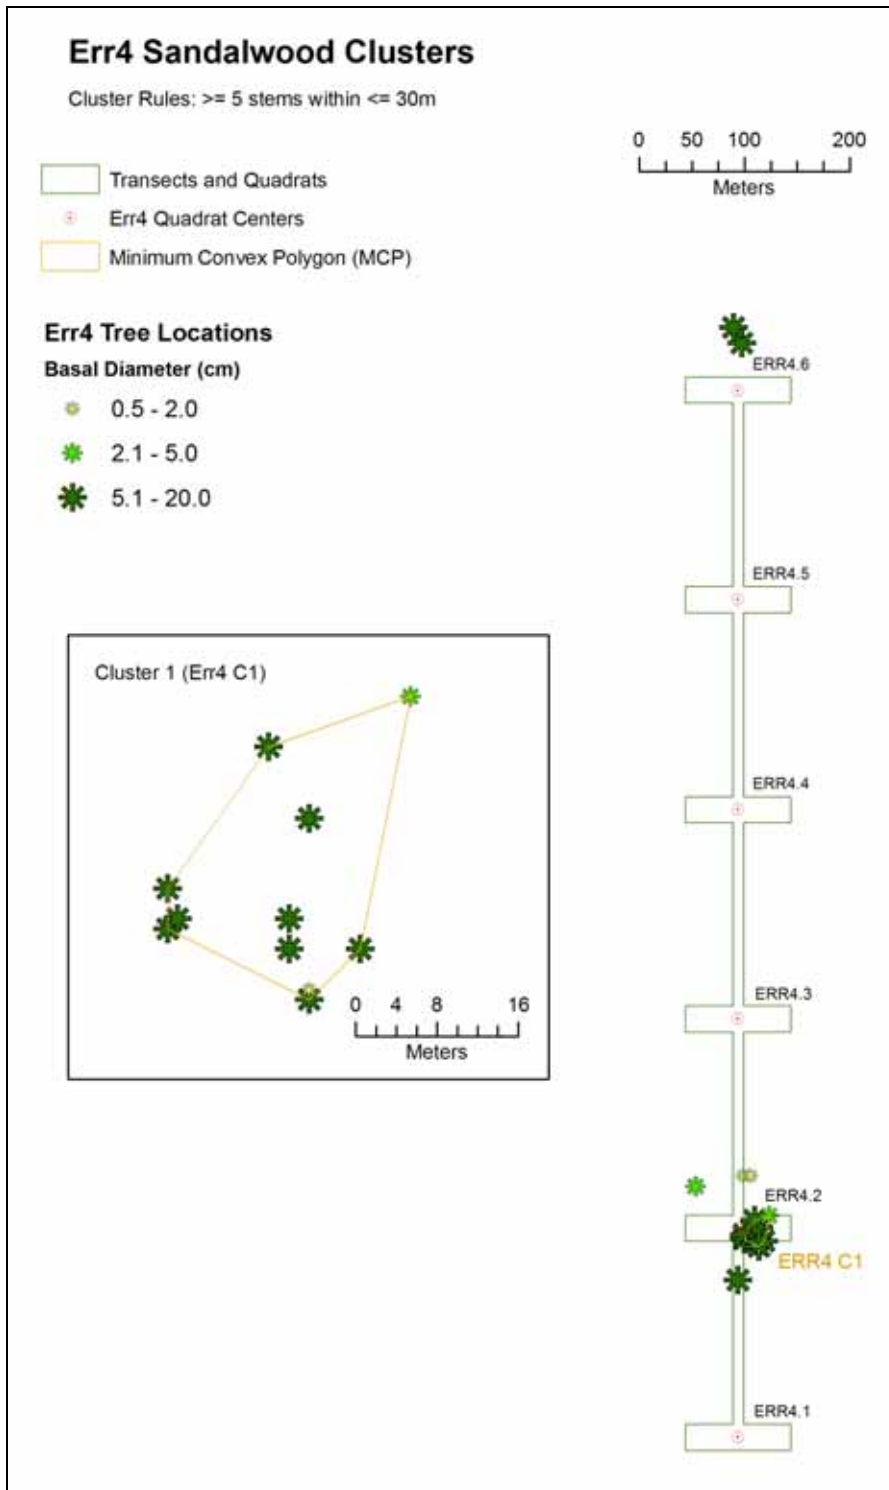 Err4 Sandalwood Clusters
Cluster Rules: >= 5 stems within <= 30m
0 50 100 200
Meters
Transects and Quadrats
Err4 Quadrat Centers
Minimum Convex Polygon (MCP)
Err4 Tree Locations
Basal Diameter (cm)
0.5 - 2.0
2.1 - 5.0
5.1 - 20.0
ERR4.6
ERR4.5
Cluster 1 (Err4 C1)
0 4 8 16
Meters
ERR4.4
ERR4.3
ERR4.2
ERR4 C1
ERR4.1